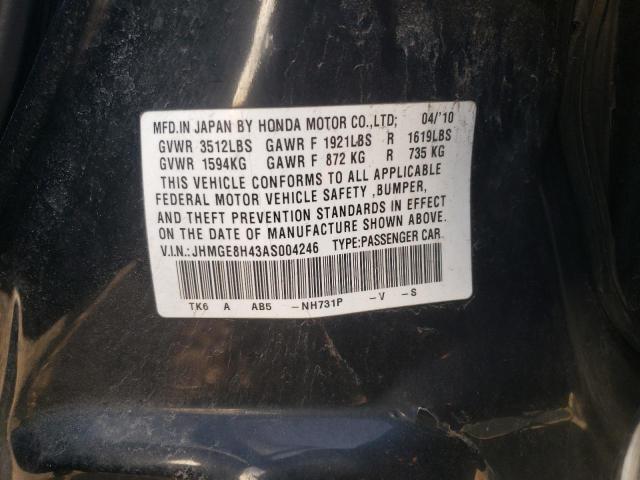 MFD.IN JAPAN BY HONDA MOTOR CO.,LTD; 04/'10
GVWR 3512LBS GAWR F 1921LBS R 1619LBS
GVWR 1594KG GAWR F 872 KG R 735 KG
THIS VEHICLE CONFORMS TO ALL APPLICABLE
FEDERAL MOTOR VEHICLE SAFETY ,BUMPER,
AND THEFT PREVENTION STANDARDS IN EFFECT
ON THE DATE OF MANUFACTURE SHOWN ABOVE.
V.I.N.:JHMGE8H43AS004246 TYPE:PASSENGER CAR
TK6 A AB5 -NH731P -V -S